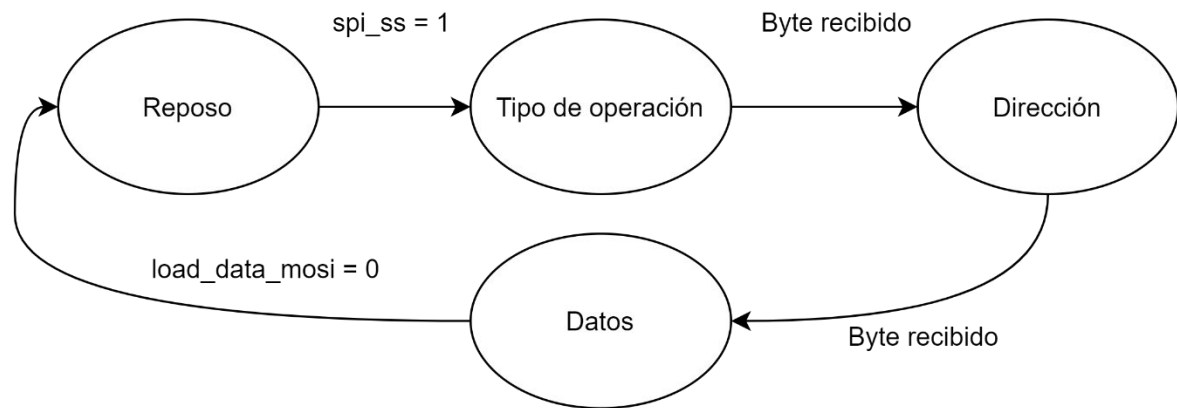 spi_ss = 1
Byte recibido
Reposo
Tipo de operación
Dirección
load_data_mosi = 0
Datos
Byte recibido